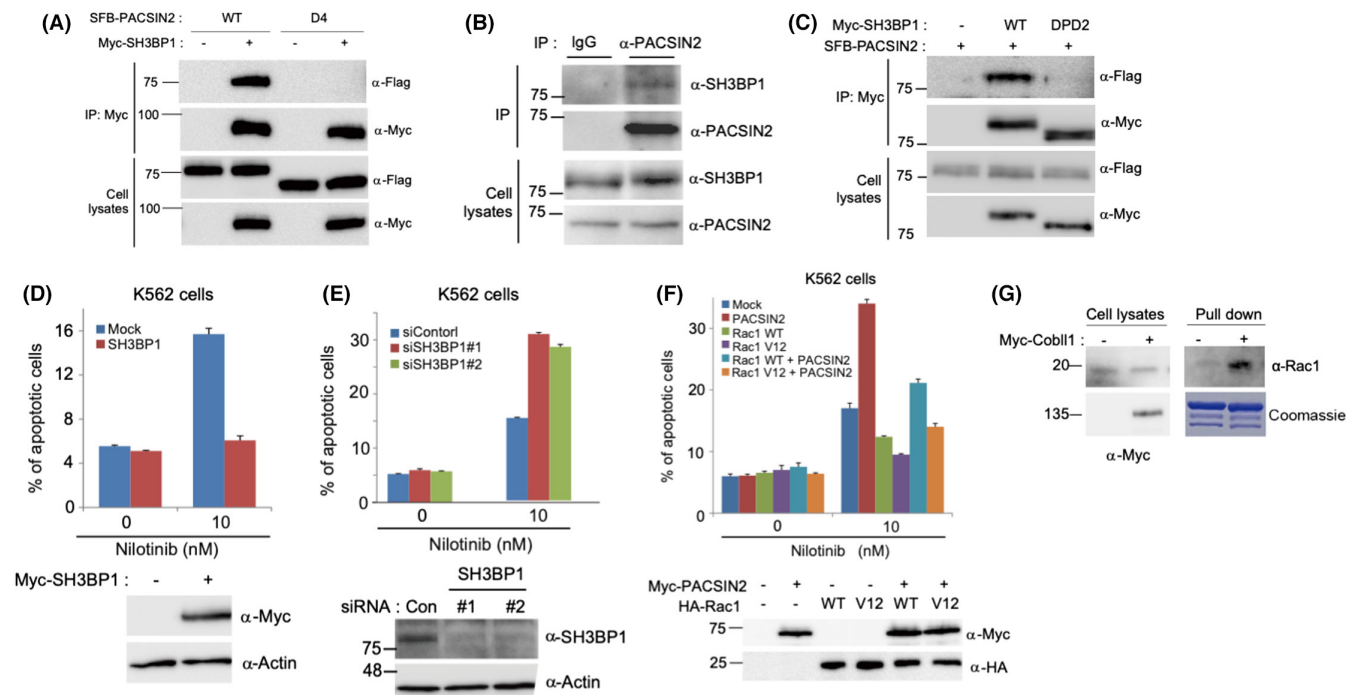 (A)
SFB-PACSIN2 : WT D4
Myc-SH3BP1 : - + - +
IP: Myc
75 α-Flag
100 α-Myc
Cell lysates
75 α-Flag
100 α-Myc
(B)
IP : IgG α-PACSIN2
IP
75 α-SH3BP1
75 α-PACSIN2
Cell lysates
75 α-SH3BP1
75 α-PACSIN2
(C)
Myc-SH3BP1 : - WT DPD2
SFB-PACSIN2 : + + +
IP: Myc
75 α-Flag
75 α-Myc
Cell lysates
75 α-Flag
75 α-Myc
(D)
K562 cells
Mock
SH3BP1
% of apoptotic cells
16
12
8
4
0
0 10
Nilotinib (nM)
Myc-SH3BP1 : - +
α-Myc
α-Actin
(E)
K562 cells
siContorl
siSH3BP1#1
siSH3BP1#2
% of apoptotic cells
30
20
10
0
0 10
Nilotinib (nM)
SH3BP1
siRNA : Con #1 #2
75 α-SH3BP1
48 α-Actin
(F)
K562 cells
Mock
PACSIN2
Rac1 WT
Rac1 V12
Rac1 WT + PACSIN2
Rac1 V12 + PACSIN2
% of apoptotic cells
30
20
10
0
0 10
Nilotinib (nM)
Myc-PACSIN2 - + - - + +
HA-Rac1 - - WT V12 WT V12
75 α-Myc
25 α-HA
(G)
Cell lysates Pull down
Myc-Cobll1 : - + - +
20 α-Rac1
135 Coomassie
α-Myc